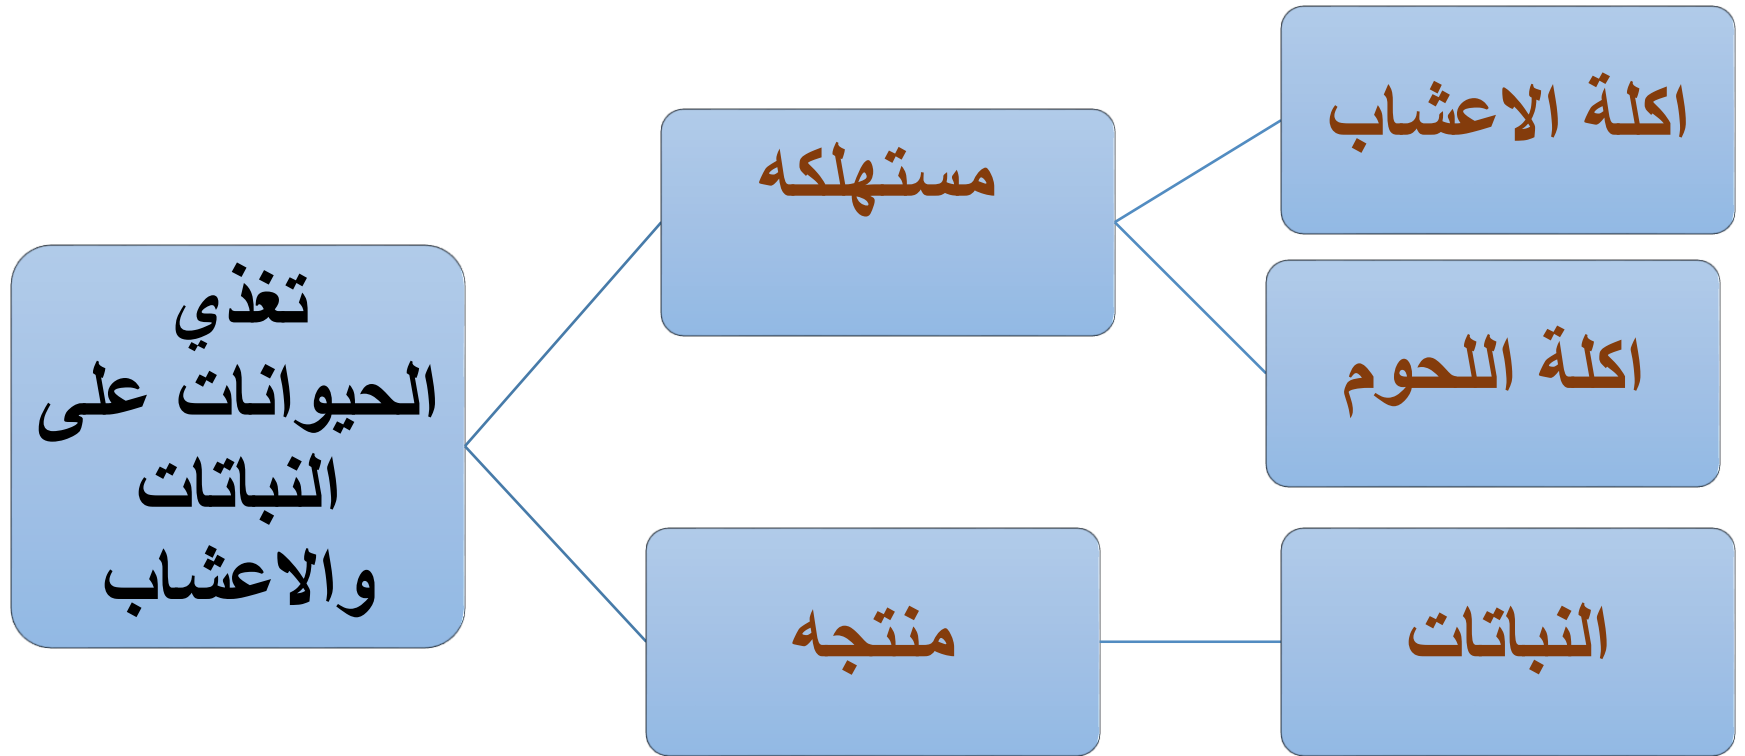 تغذي
الحيوانات على
النباتات
والاعشاب
مستهلكه
اكلة الاعشاب
اكلة اللحوم
منتجه
النباتات